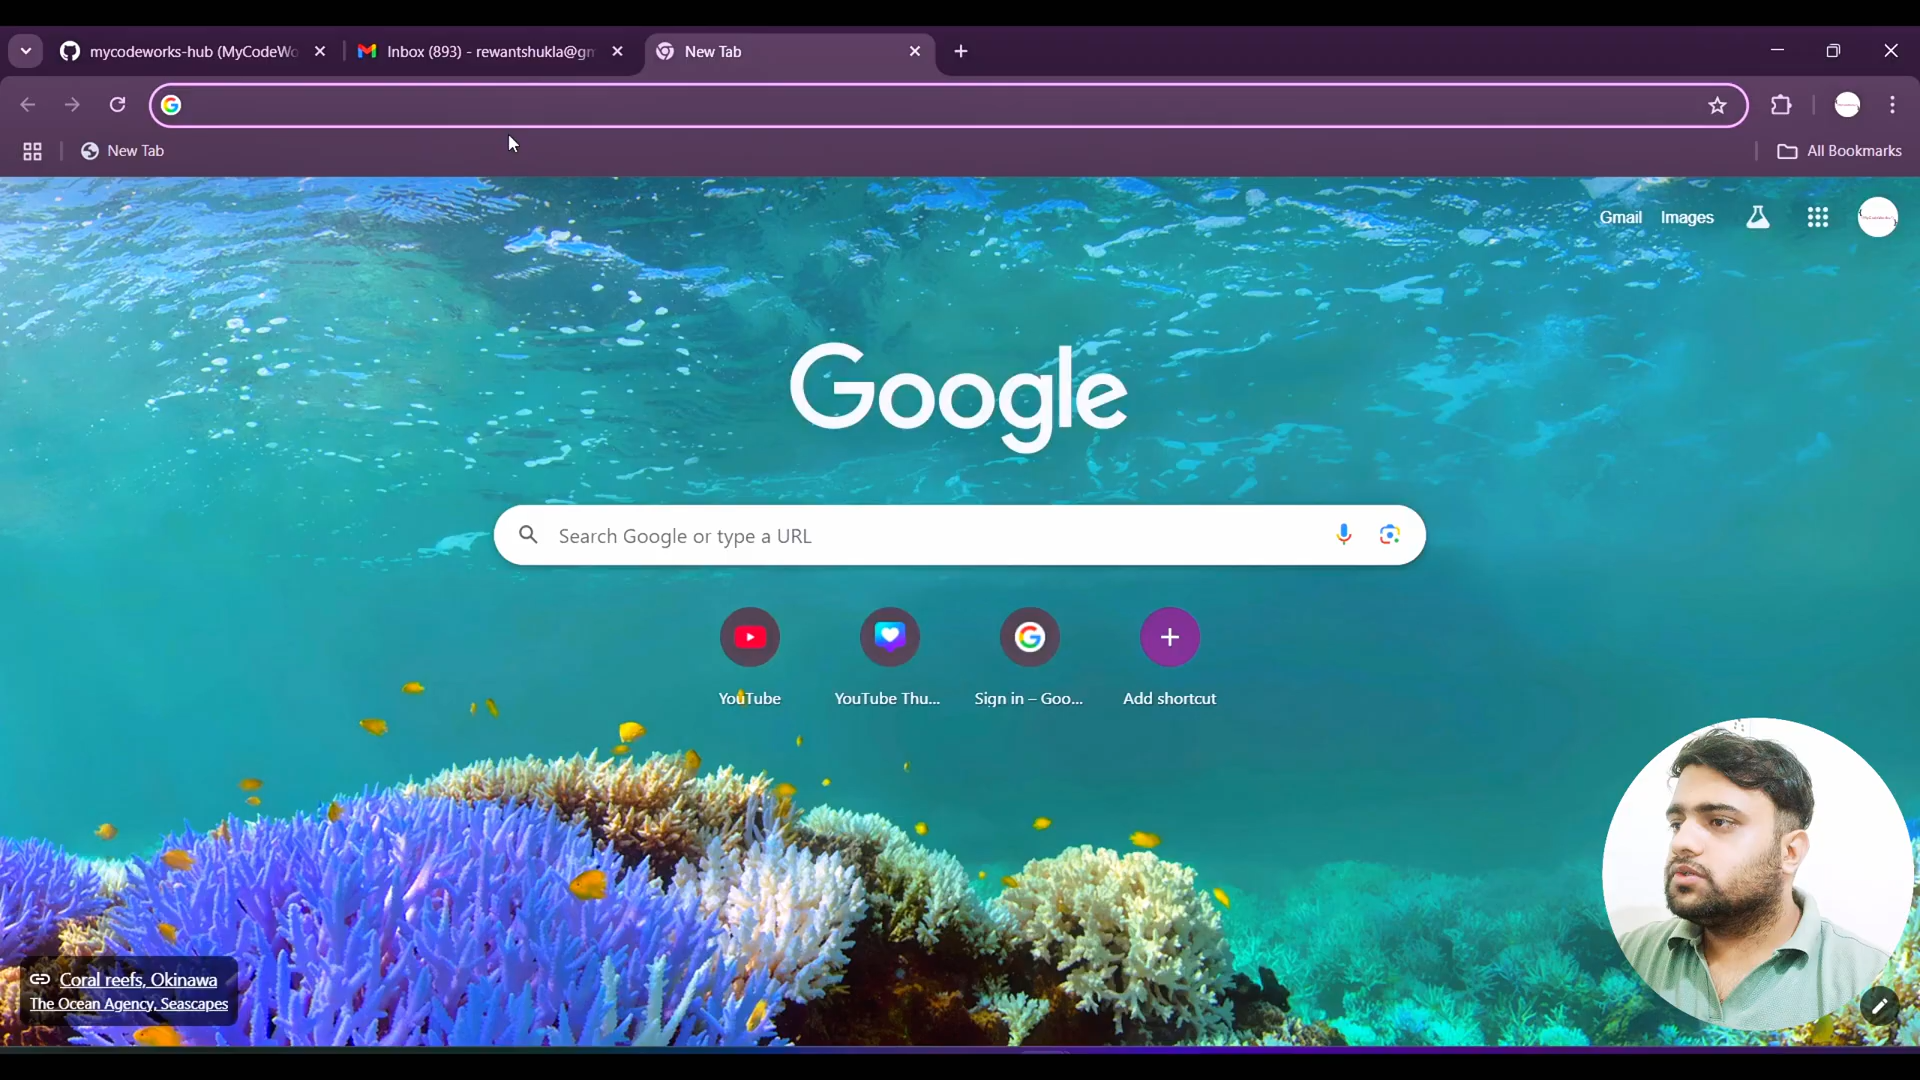 mycodeworks-hub (MyCodeWo
Inbox (893) - rewantshukla@gm
New Tab
New Tab
All Bookmarks
Gmail
Images
Google
Search Google or type a URL
YouTube
YouTube Thu...
Sign in – Goo...
Add shortcut
Coral reefs, Okinawa
The Ocean Agency, Seascapes